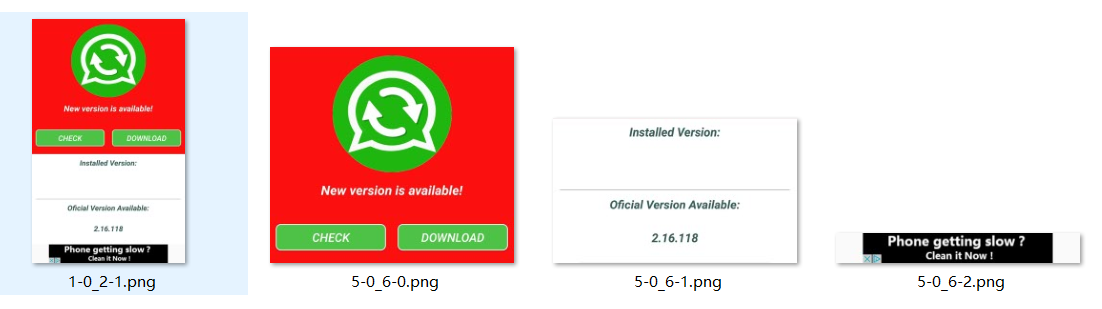 New version is available!
CHECK
DOWNLOAD
Installed Version:
Oficial Version Available:
2.16.118
Phone getting slow ?
Clean it Now !
1-0_2-1.png
New version is available!
CHECK
DOWNLOAD
5-0_6-0.png
Installed Version:
Oficial Version Available:
2.16.118
5-0_6-1.png
Phone getting slow ?
Clean it Now !
5-0_6-2.png